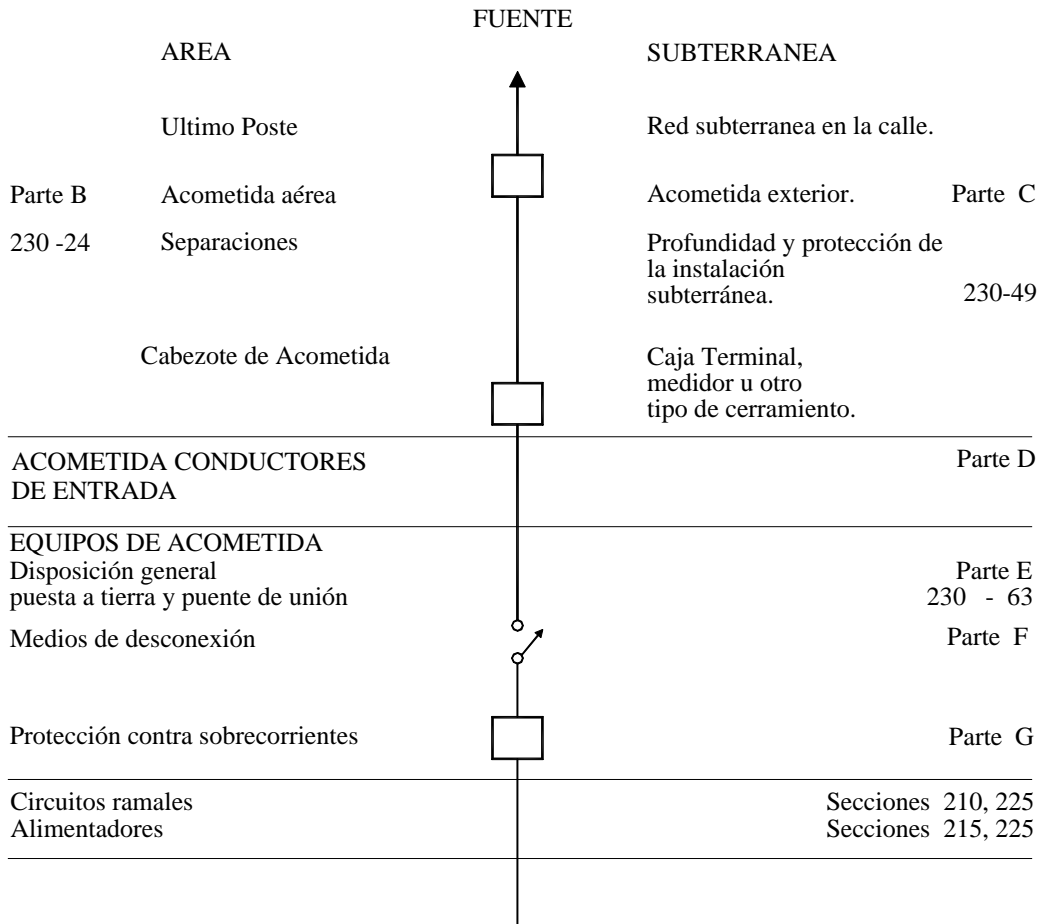 FUENTE
AREA
SUBTERRANEA
Ultimo Poste
Red subterranea en la calle.
Parte B
Acometida aérea
Acometida exterior.
Parte C
230 -24
Separaciones
Profundidad y protección de
la instalación
subterránea.
230-49
Cabezote de Acometida
Caja Terminal,
medidor u otro
tipo de cerramiento.
ACOMETIDA CONDUCTORES
DE ENTRADA
Parte D
EQUIPOS DE ACOMETIDA
Disposición general
puesta a tierra y puente de unión
Parte E
230 - 63
Medios de desconexión
Parte F
Protección contra sobrecorrientes
Parte G
Circuitos ramales
Secciones 210, 225
Alimentadores
Secciones 215, 225